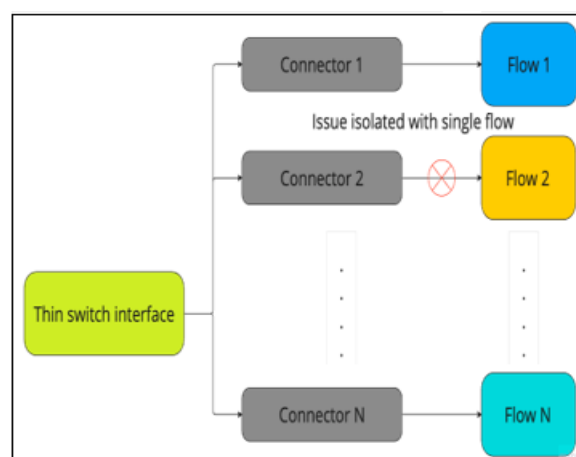 Connector 1
Flow 1
Issue isolated with single flow
Connector 2
Flow 2
Thin switch interface
Connector N
Flow N